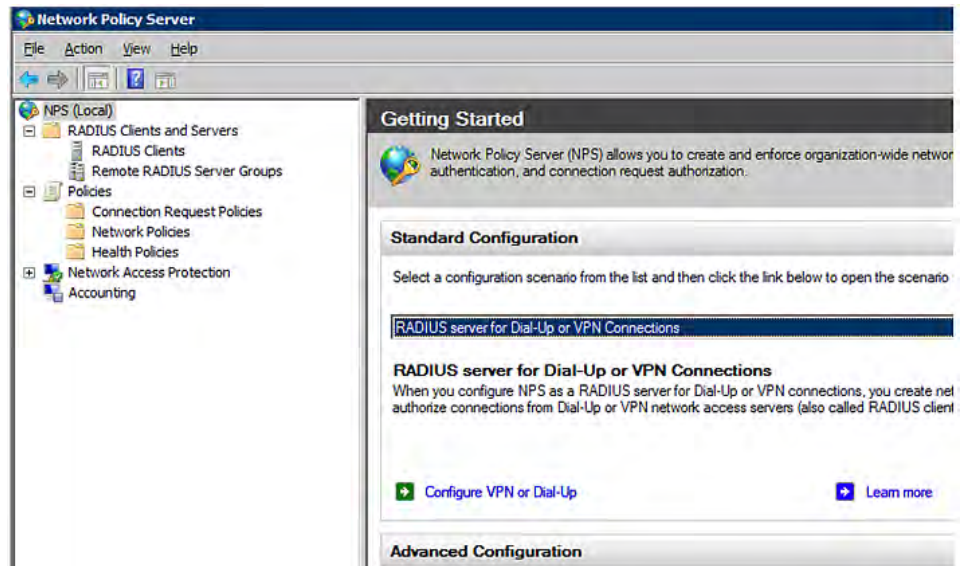 Network Policy Server
File Action View Help
NPS (Local)
RADIUS Clients and Servers
RADIUS Clients
Remote RADIUS Server Groups
Policies
Connection Request Policies
Network Policies
Health Policies
Network Access Protection
Accounting
Getting Started
Network Policy Server (NPS) allows you to create and enforce organization-wide networ
authentication, and connection request authorization.
Standard Configuration
Select a configuration scenario from the list and then click the link below to open the scenario
RADIUS server for Dial-Up or VPN Connections
RADIUS server for Dial-Up or VPN Connections
When you configure NPS as a RADIUS server for Dial-Up or VPN connections, you create net
authorize connections from Dial-Up or VPN network access servers (also called RADIUS client
Configure VPN or Dial-Up
Learn more
Advanced Configuration